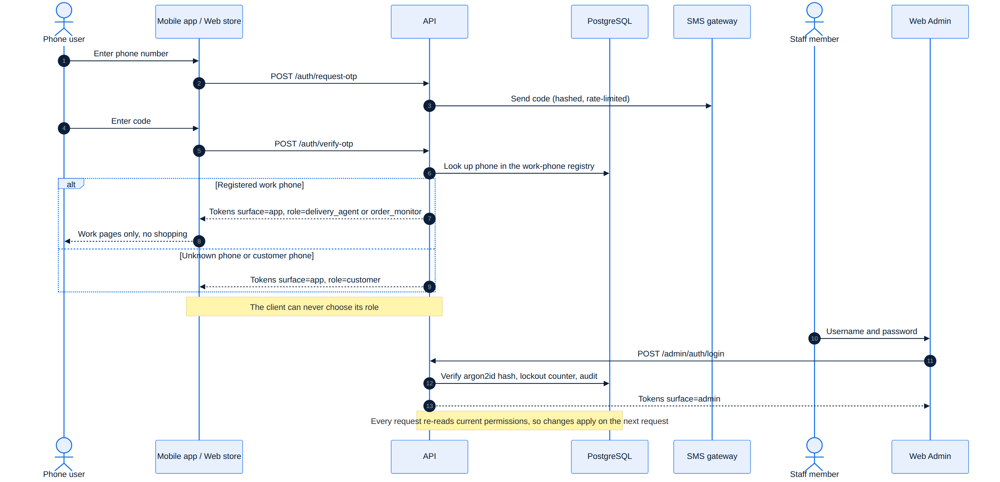 Phone user
Mobile app / Web store
API
PostgreSQL
SMS gateway
Staff member
Web Admin
Enter phone number
1
POST /auth/request-otp
2
Send code (hashed, rate-limited)
3
Enter code
4
POST /auth/verify-otp
5
Look up phone in the work-phone registry
6
alt
[Registered work phone]
Tokens surface=app, role=delivery_agent or order_monitor
7
Work pages only, no shopping
8
[Unknown phone or customer phone]
Tokens surface=app, role=customer
9
The client can never choose its role
Username and password
10
POST /admin/auth/login
11
Verify argon2id hash, lockout counter, audit
12
Tokens surface=admin
13
Every request re-reads current permissions, so changes apply on the next request
Phone user
Mobile app / Web store
API
PostgreSQL
SMS gateway
Staff member
Web Admin